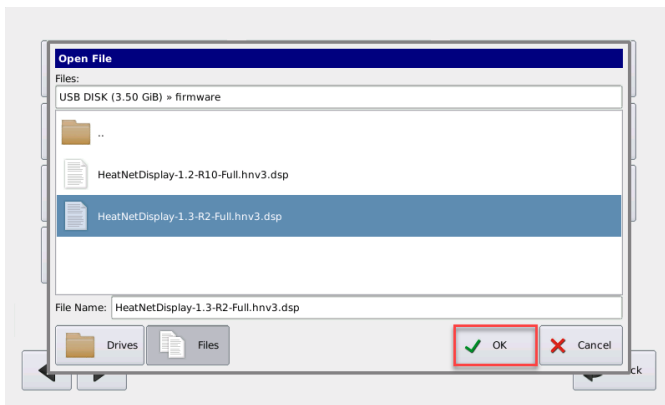 Open File
Files:
USB DISK (3.50 GiB) » firmware
..
HeatNetDisplay-1.2-R10-Full.hnv3.dsp
HeatNetDisplay-1.3-R2-Full.hnv3.dsp
File Name: HeatNetDisplay-1.3-R2-Full.hnv3.dsp
Drives Files OK Cancel
ck